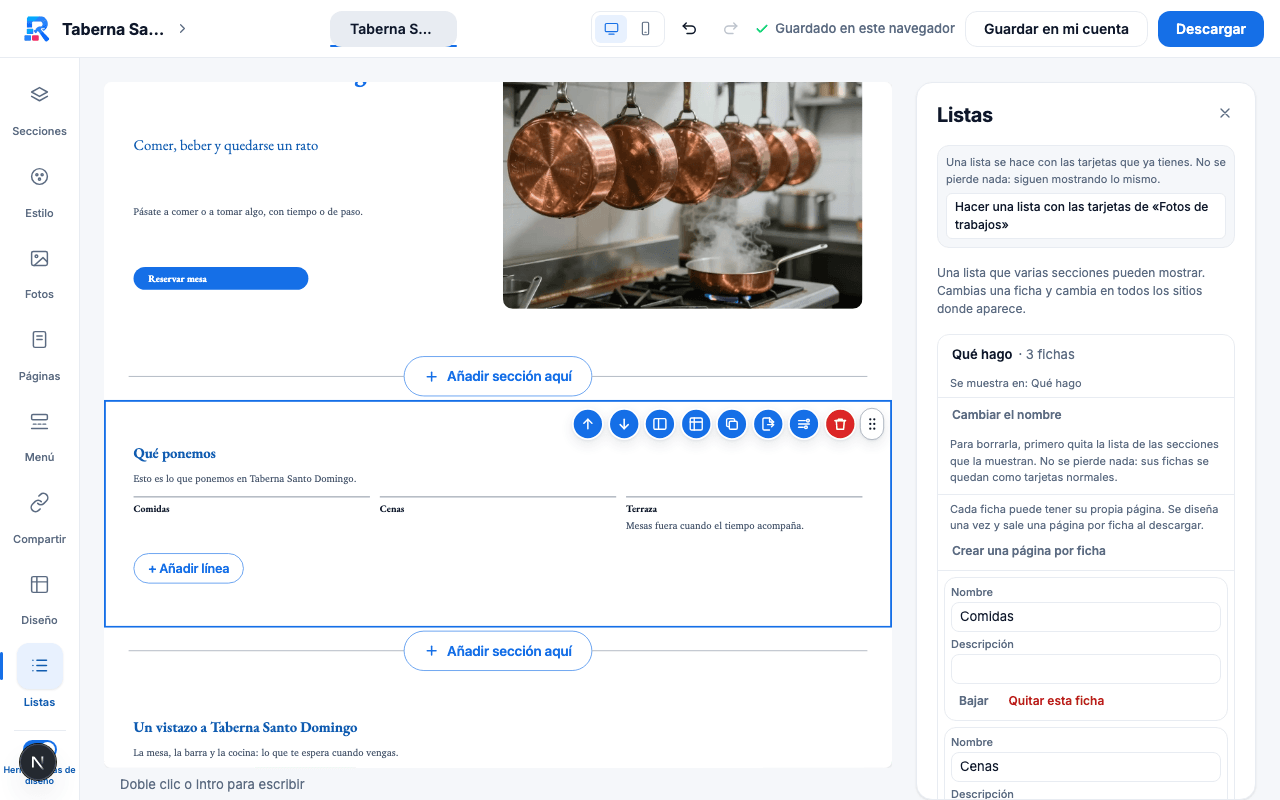 Taberna Sa...
Taberna S...
Guardado en este navegador
Guardar en mi cuenta
Descargar
Secciones
Estilo
Fotos
Páginas
Menú
Compartir
Diseño
Listas
N
diseño
Comer, beber y quedarse un rato
Pásate a comer o a tomar algo, con tiempo o de paso.
Reservar mesa
+ Añadir sección aquí
Qué ponemos
Esto es lo que ponemos en Taberna Santo Domingo.
Comidas
Cenas
Terraza
Mesas fuera cuando el tiempo acompaña.
+ Añadir línea
+ Añadir sección aquí
Un vistazo a Taberna Santo Domingo
La mesa, la barra y la cocina: lo que te espera cuando vengas.
Doble clic o Intro para escribir
Listas
Una lista se hace con las tarjetas que ya tienes. No se
pierde nada: siguen mostrando lo mismo.
Hacer una lista con las tarjetas de «Fotos de
trabajos»
Una lista que varias secciones pueden mostrar.
Cambias una ficha y cambia en todos los sitios
donde aparece.
Qué hago · 3 fichas
Se muestra en: Qué hago
Cambiar el nombre
Para borrarla, primero quita la lista de las secciones
que la muestran. No se pierde nada: sus fichas se
quedan como tarjetas normales.
Cada ficha puede tener su propia página. Se diseña
una vez y sale una página por ficha al descargar.
Crear una página por ficha
Nombre
Comidas
Descripción
Bajar
Quitar esta ficha
Nombre
Cenas
Descripción